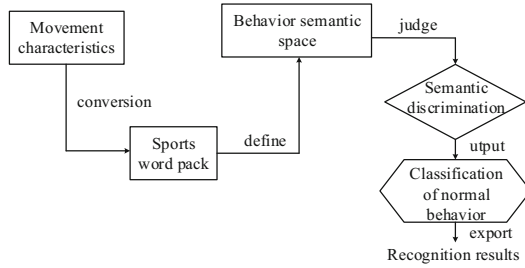 Movement
characteristics
conversion
Sports
word pack
define
Behavior semantic
space
judge
Semantic
discrimination
utput
Classification
of normal
behavior
export
Recognition results